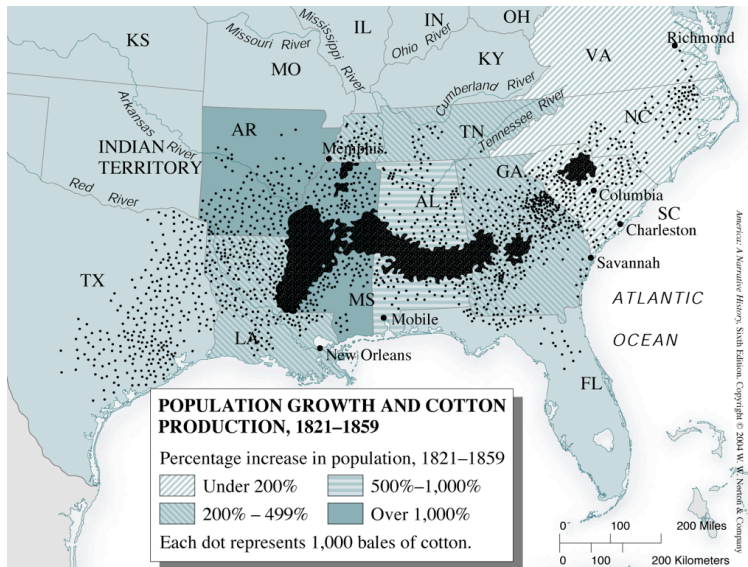 OH
IN
IL
KS
Mississippi River
Missouri River
Ohio River
Richmond
VA
KY
MO
Cumberland River
Arkansas River
NC
AR
TN
Tennessee River
INDIAN
TERRITORY
Memphis
GA
Red River
Columbia
AL
SC
Charleston
Savannah
TX
MS
ATLANTIC
OCEAN
Mobile
LA
New Orleans
FL
POPULATION GROWTH AND COTTON
PRODUCTION, 1821–1859
Percentage increase in population, 1821–1859
Under 200%
500%–1,000%
200% – 499%
Over 1,000%
Each dot represents 1,000 bales of cotton.
0 100 200 Miles
0 100 200 Kilometers
America: A Narrative History, Sixth Edition. Copyright © 2004 W. W. Norton & Company